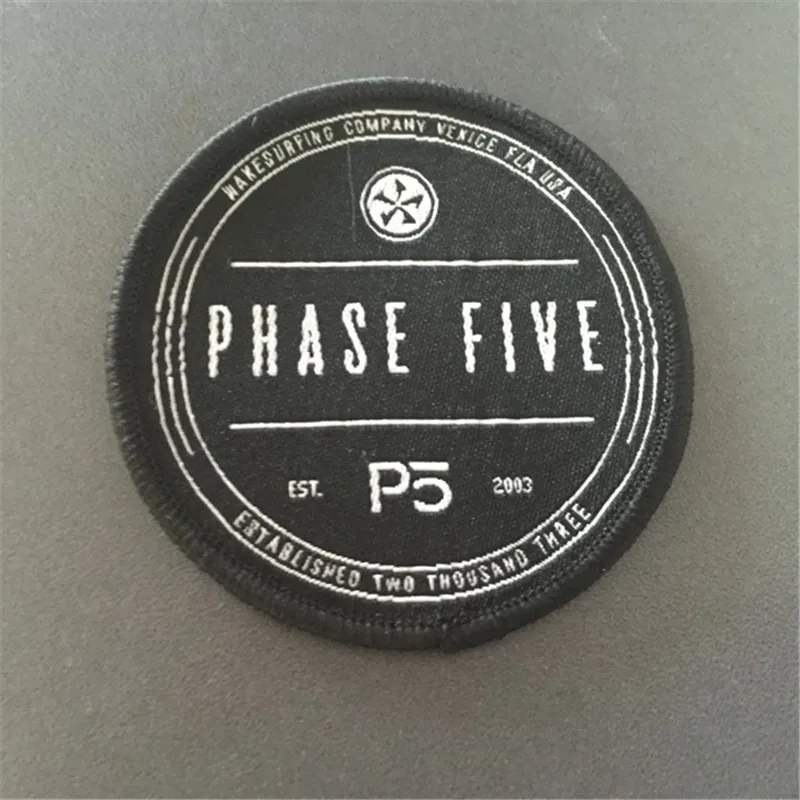 WAKESURFING COMPANY VENICE FLA USA
PHASE FIVE
EST. P5 2003
ESTABLISHED TWO THOUSAND THREE